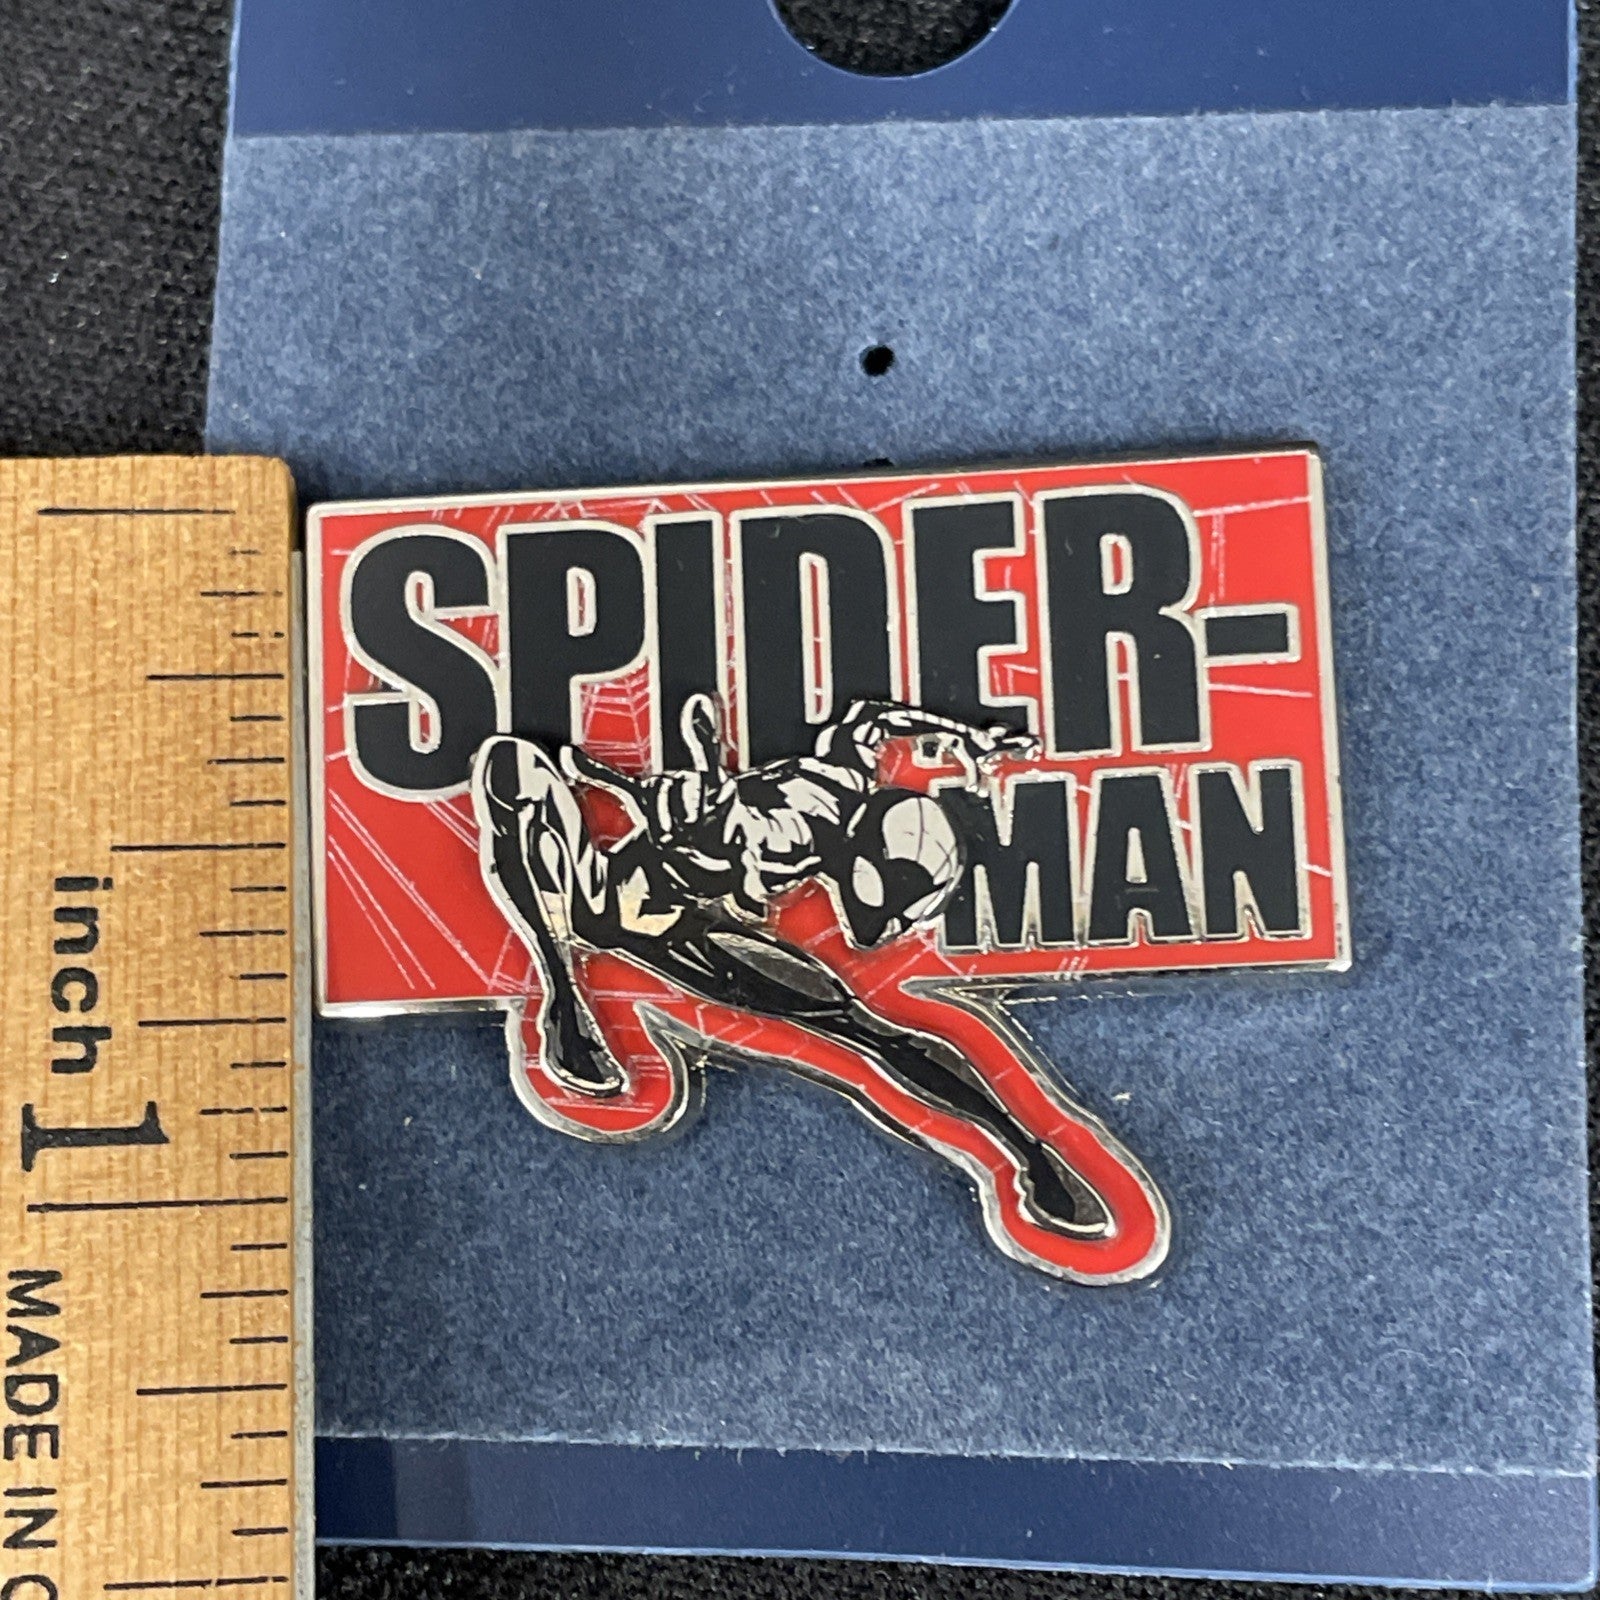 SPIDER-
MAN
inch 1
MADE IN C